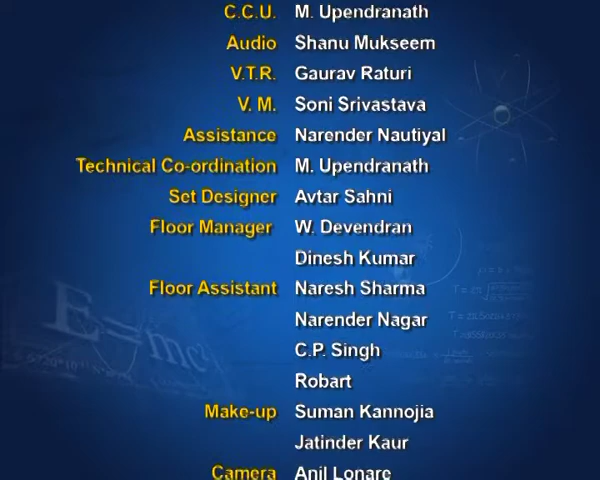 C.C.U. M. Upendranath
Audio Shanu Mukseem
V.T.R. Gaurav Raturi
V. M. Soni Srivastava
Assistance Narender Nautiyal
Technical Co-ordination M. Upendranath
Set Designer Avtar Sahni
Floor Manager W. Devendran
Dinesh Kumar
Floor Assistant Naresh Sharma
Narender Nagar
C.P. Singh
Robart
Make-up Suman Kannojia
Jatinder Kaur
Camera Anil Lonare
E=mc²